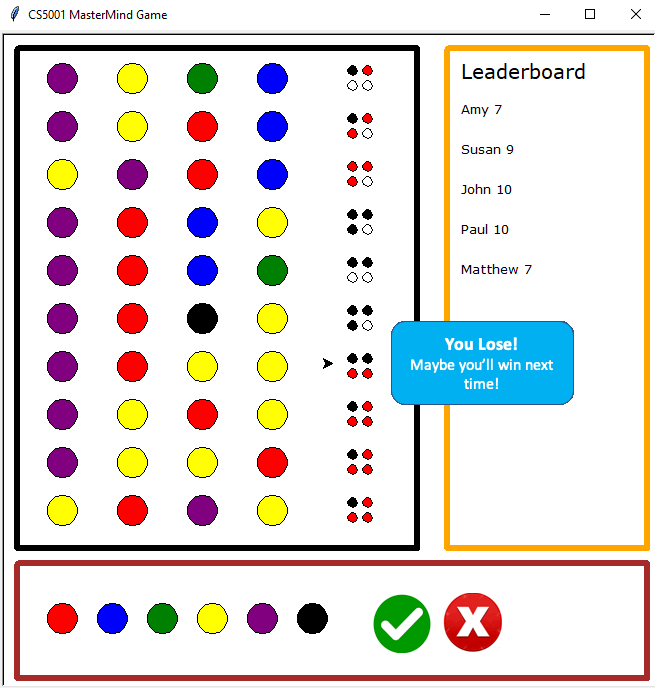 CS5001 MasterMind Game
Leaderboard
Amy 7
Susan 9
John 10
Paul 10
Matthew 7
You Lose!
Maybe you’ll win next
time!